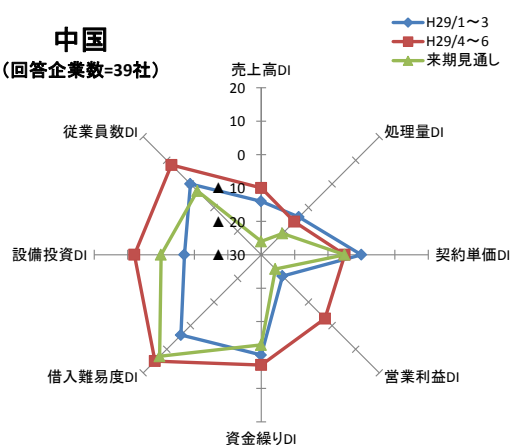 中国
(回答企業数=39社)
H29/1～3
H29/4～6
来期見通し
売上高DI
処理量DI
契約単価DI
営業利益DI
資金繰りDI
借入難易度DI
設備投資DI
従業員数DI
20
10
0
▲ 10
▲ 20
▲ 30